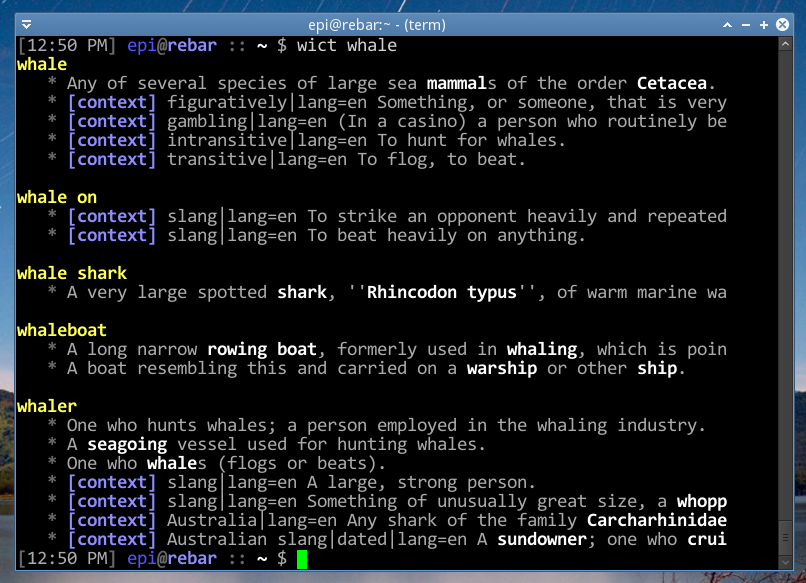 epi@rebar:~ - (term)
[12:50 PM] epi@rebar :: ~ $ wict whale
whale
* Any of several species of large sea mammals of the order Cetacea.
* [context] figuratively|lang=en Something, or someone, that is very
* [context] gambling|lang=en (In a casino) a person who routinely be
* [context] intransitive|lang=en To hunt for whales.
* [context] transitive|lang=en To flog, to beat.
whale on
* [context] slang|lang=en To strike an opponent heavily and repeated
* [context] slang|lang=en To beat heavily on anything.
whale shark
* A very large spotted shark, ''Rhincodon typus'', of warm marine wa
whaleboat
* A long narrow rowing boat, formerly used in whaling, which is poin
* A boat resembling this and carried on a warship or other ship.
whaler
* One who hunts whales; a person employed in the whaling industry.
* A seagoing vessel used for hunting whales.
* One who whales (flogs or beats).
* [context] slang|lang=en A large, strong person.
* [context] slang|lang=en Something of unusually great size, a whopp
* [context] Australia|lang=en Any shark of the family Carcharhinidae
* [context] Australian slang|dated|lang=en A sundowner; one who crui
[12:50 PM] epi@rebar :: ~ $